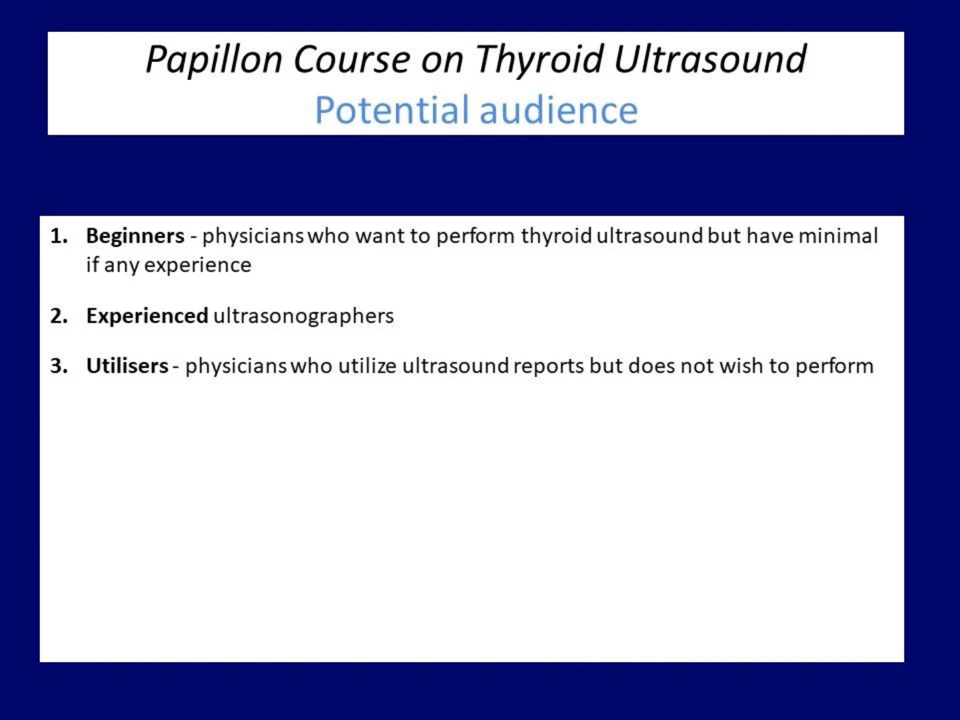 Papillon Course on Thyroid Ultrasound
Potential audience
1. Beginners - physicians who want to perform thyroid ultrasound but have minimal
if any experience
2. Experienced ultrasonographers
3. Utilisers - physicians who utilize ultrasound reports but does not wish to perform